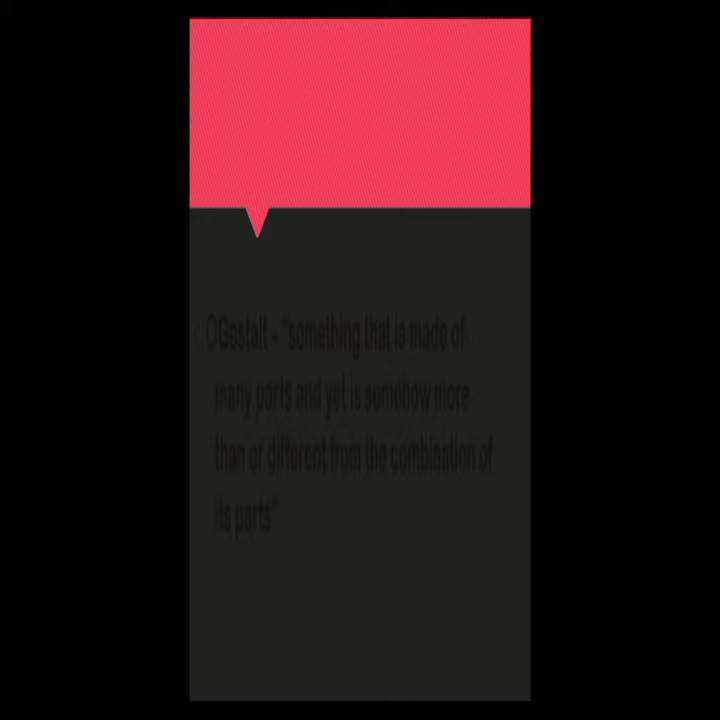 OGestalt - "something that is made of
many parts and yet is somehow more
than or different from the combination of
its parts"